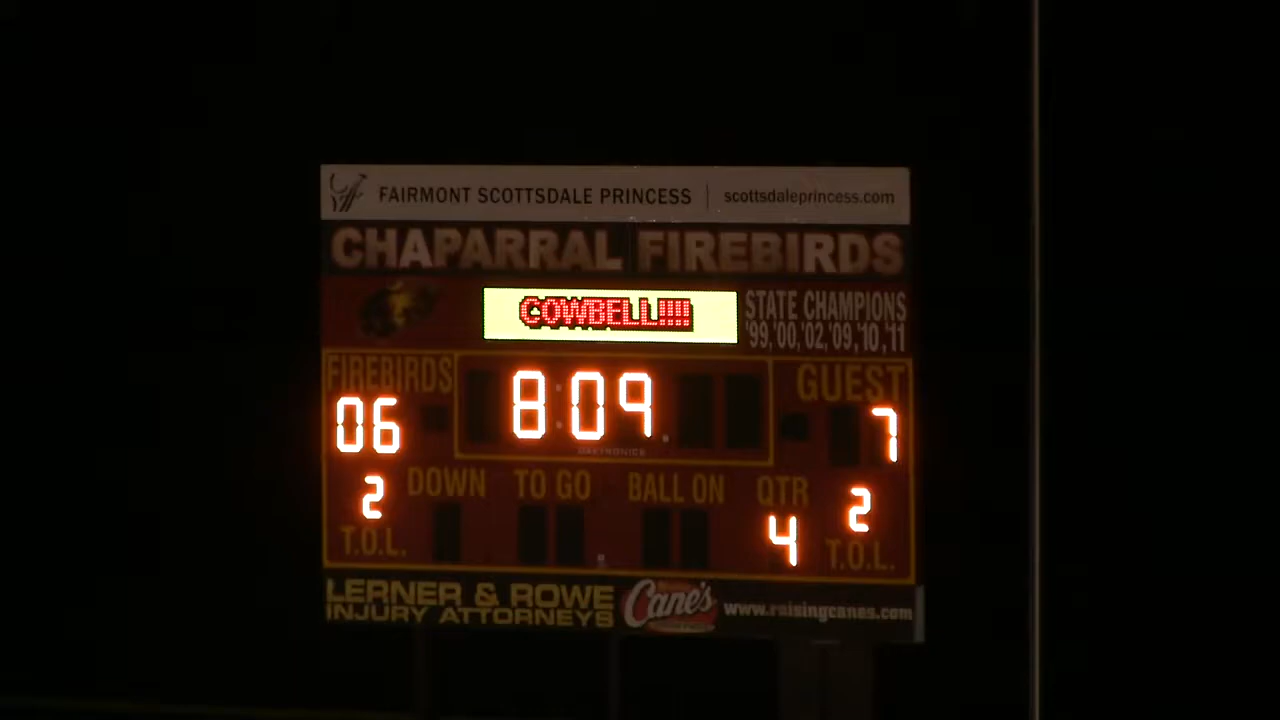 FAIRMONT SCOTTSDALE PRINCESS | scottsdaleprincess.com
CHAPARRAL FIREBIRDS
COWBELL!!!!
STATE CHAMPIONS
'99,'00,'02,'09,'10,'11
FIREBIRDS
GUEST
8:09
06
7
DAKTRONICS
DOWN TO GO BALL ON QTR
2
2
4
T.O.L.
T.O.L.
LERNER & ROWE
INJURY ATTORNEYS
Cane's
www.raisingcanes.com